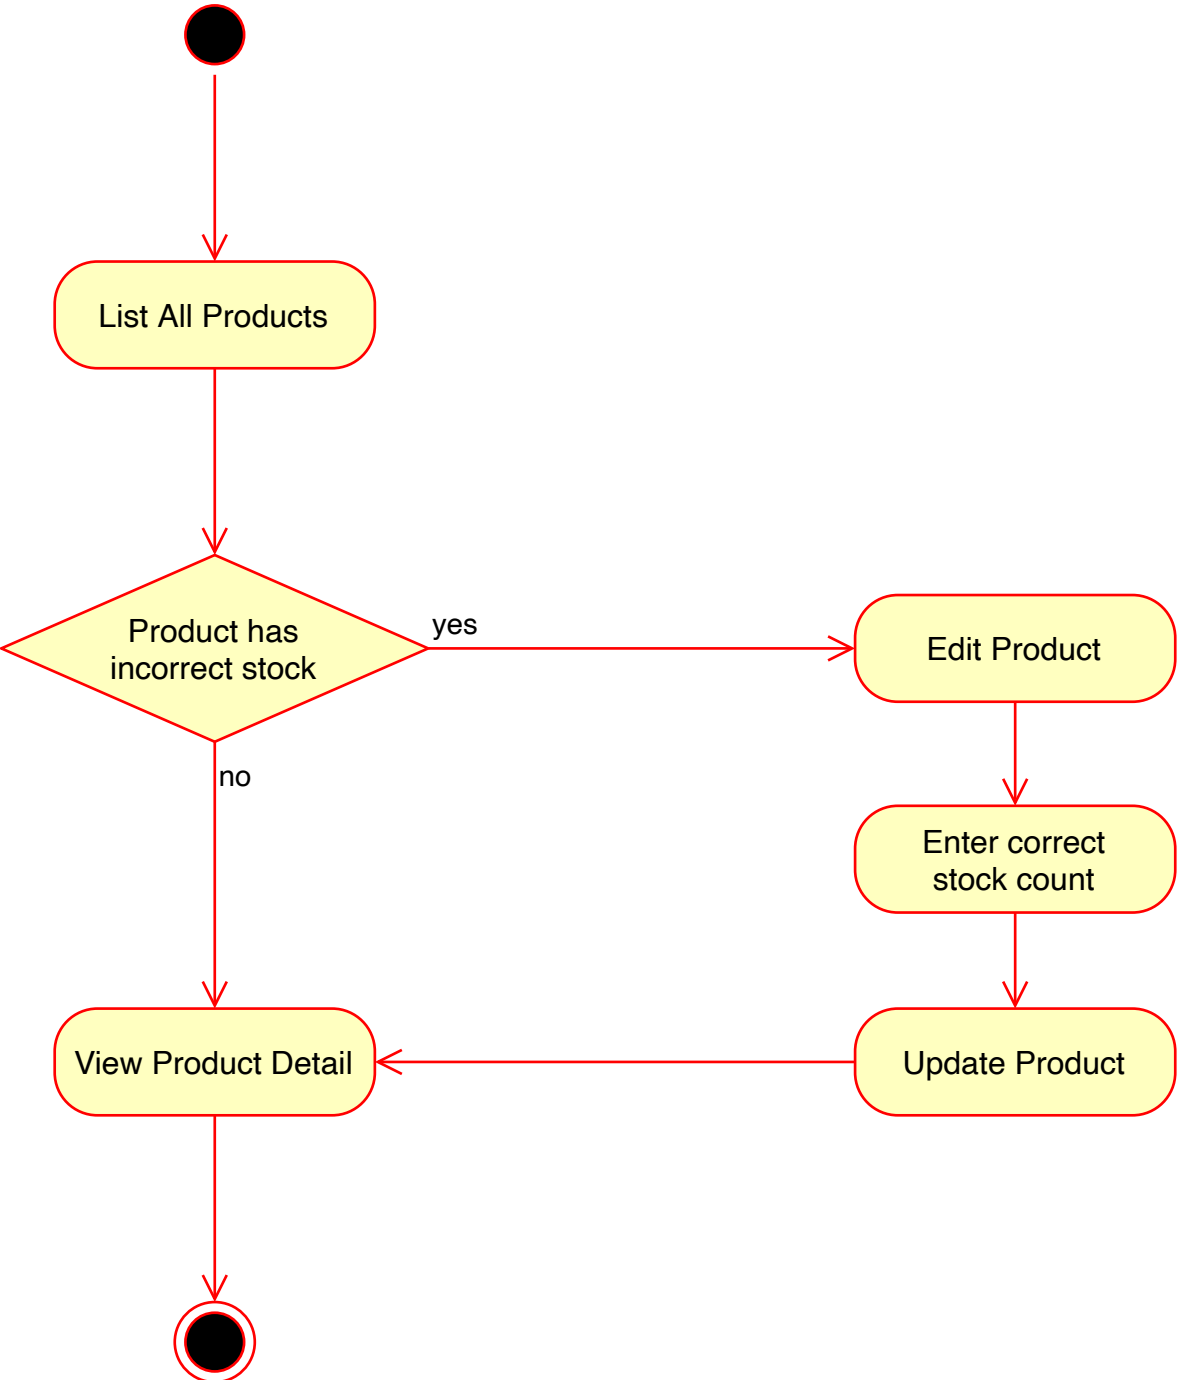 List All Products
Product has
incorrect stock
yes
Edit Product
no
Enter correct
stock count
View Product Detail
Update Product